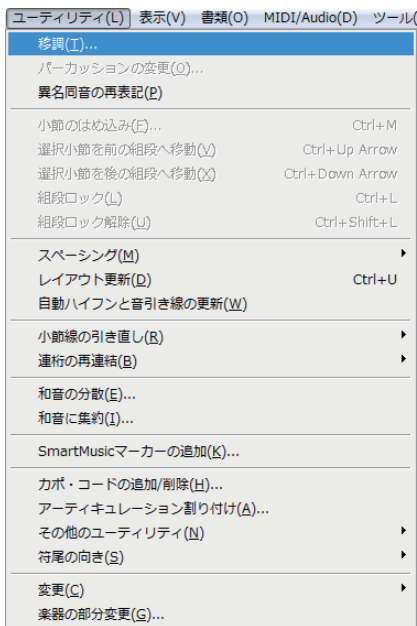 ユーティリティ(L) 表示(V) 書類(O) MIDI/Audio(D) ツール(
移調(T)...
パーカッションの変更(O)...
異名同音の再表記(P)
小節のはめ込み(F)... Ctrl+M
選択小節を前の組段へ移動(V) Ctrl+Up Arrow
選択小節を後の組段へ移動(X) Ctrl+Down Arrow
組段ロック(L) Ctrl+L
組段ロック解除(U) Ctrl+Shift+L
スペーシング(M)
レイアウト更新(D) Ctrl+U
自動ハイフンと音引き線の更新(W)
小節線の引き直し(R)
連桁の再連結(B)
和音の分散(E)...
和音に集約(I)...
SmartMusicマーカーの追加(K)...
カポ・コードの追加/削除(H)...
アーティキュレーション割り付け(A)...
その他のユーティリティ(N)
符尾の向き(S)
変更(C)
楽器の部分変更(G)...